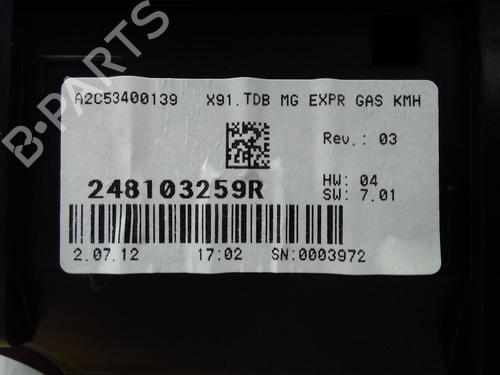 B-PARTS
A2C53400139 X91.TDB MG EXPR GAS KMH
Rev.: 03
248103259R
HW: 04
SW: 7.01
2.07.12 17:02 SN:0003972